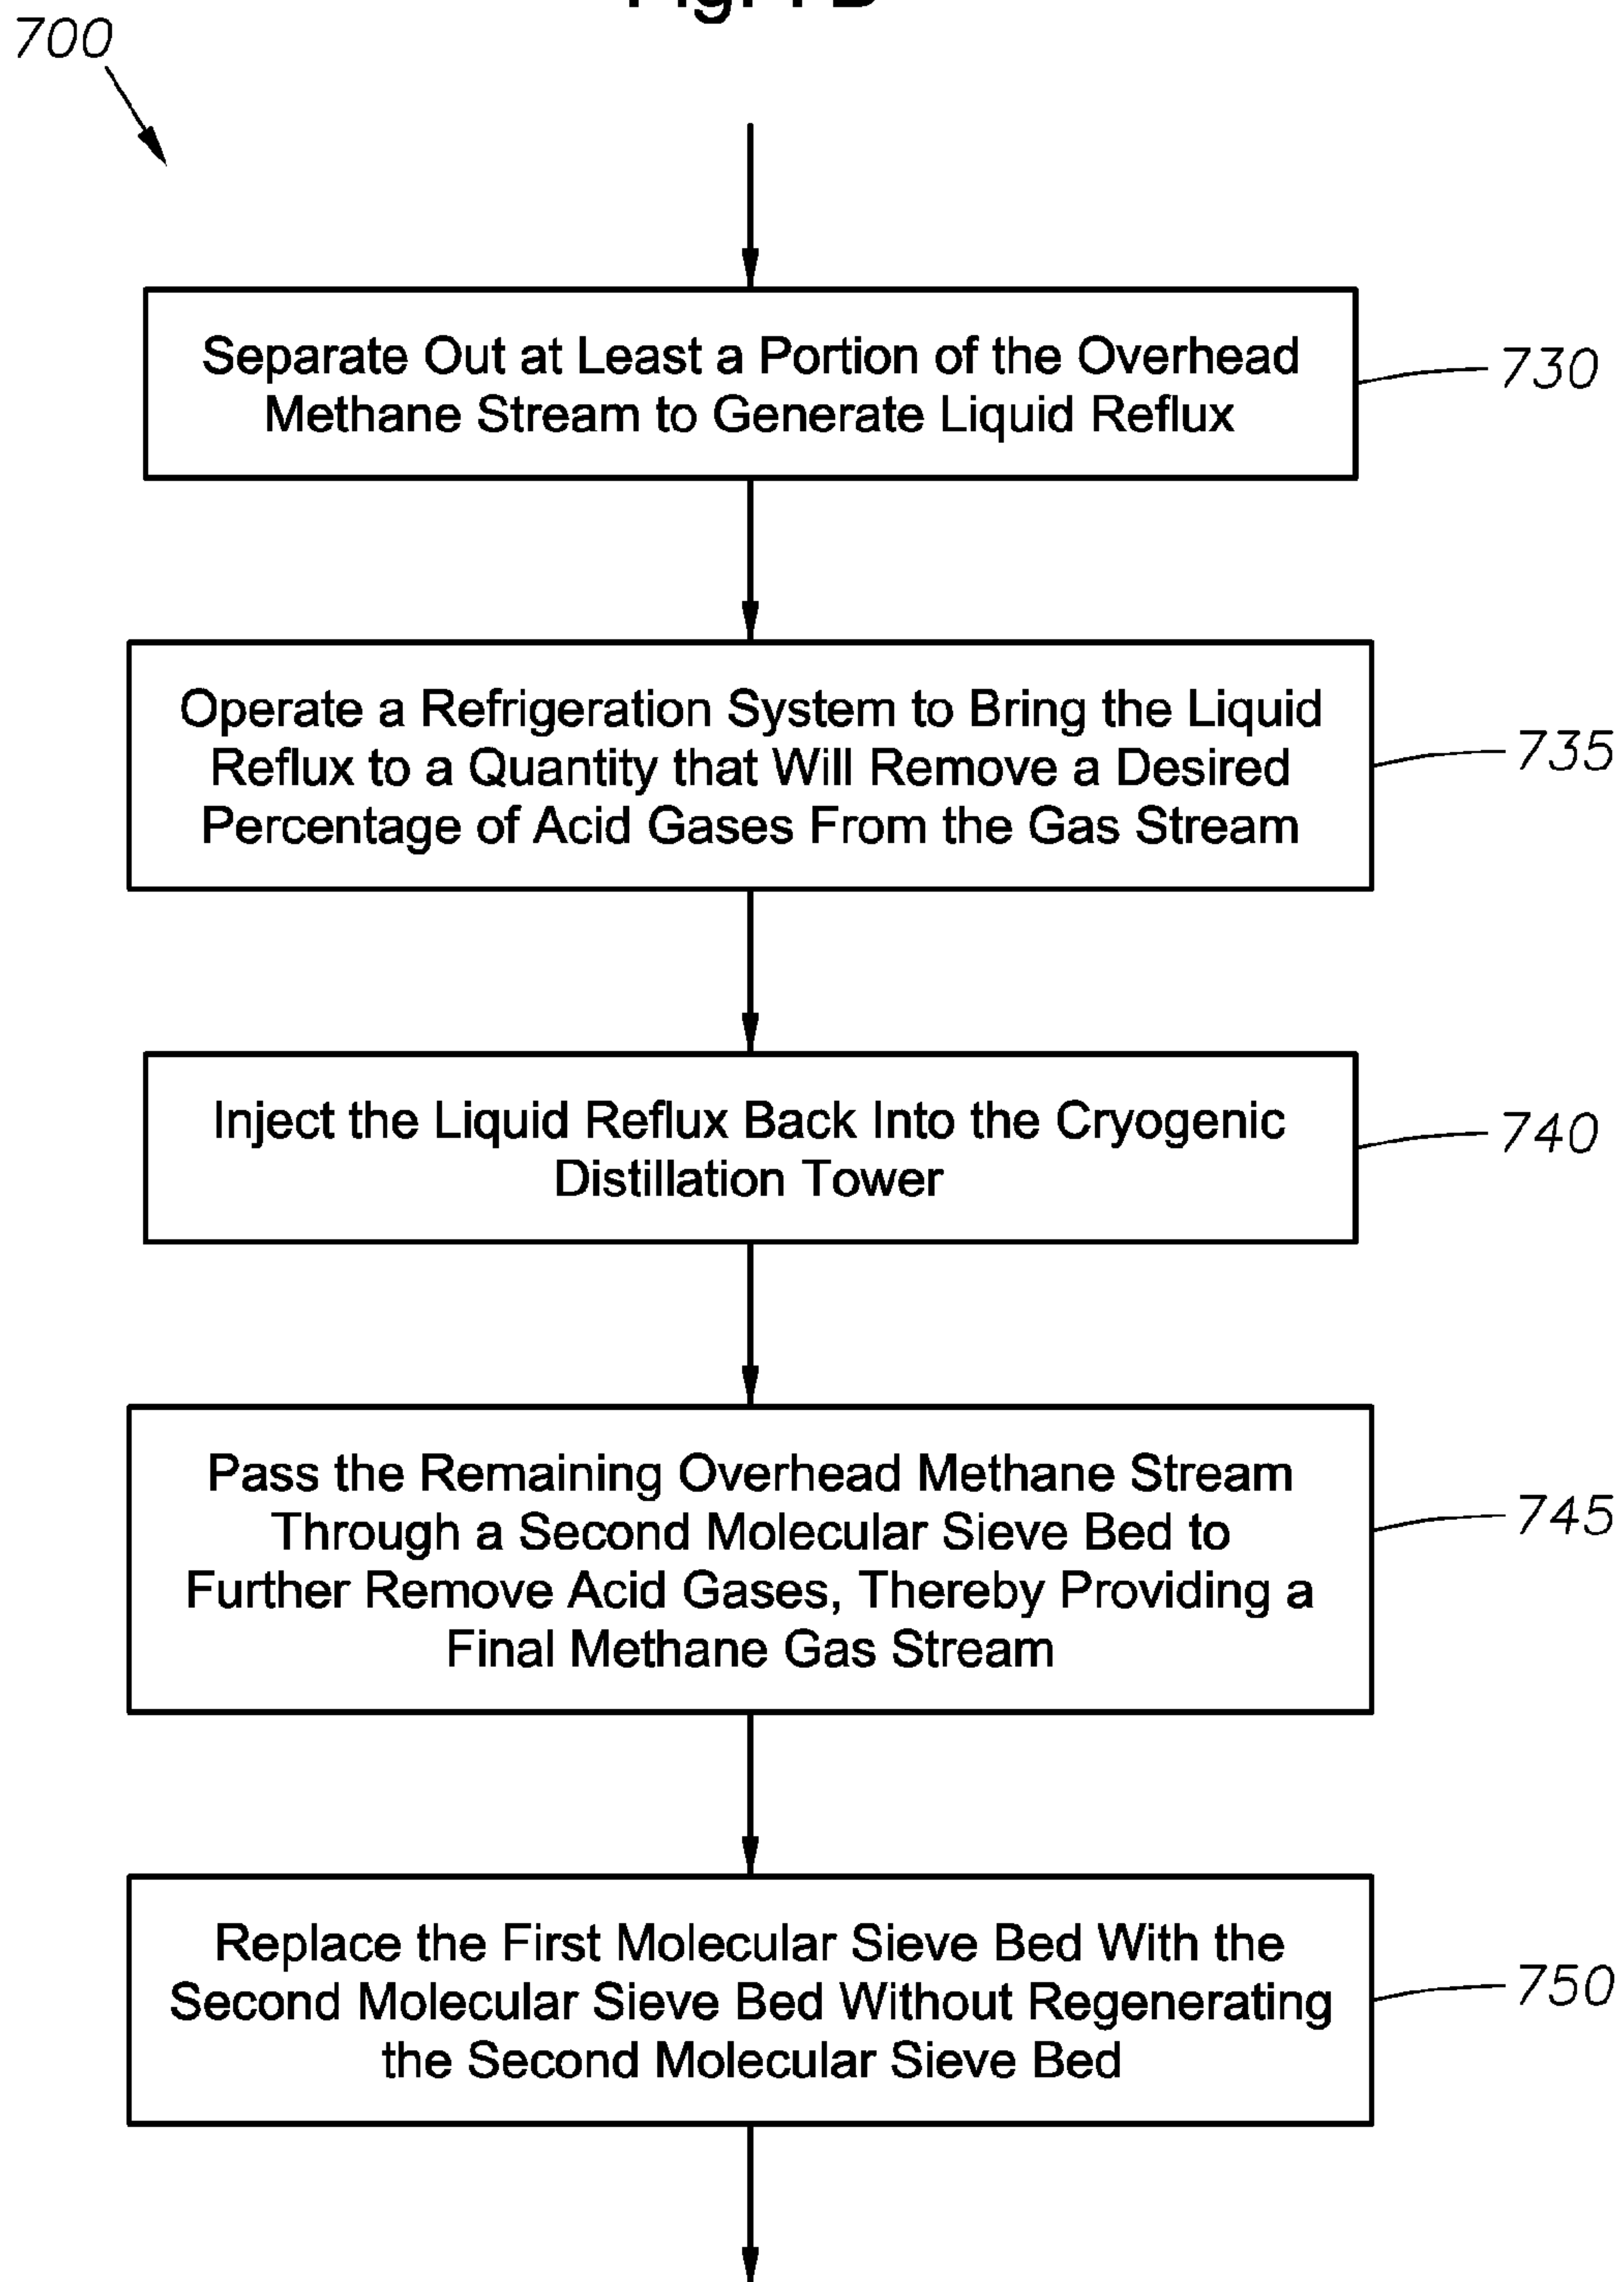 700
Separate Out at Least a Portion of the Overhead
Methane Stream to Generate Liquid Reflux
730
Operate a Refrigeration System to Bring the Liquid
Reflux to a Quantity that Will Remove a Desired
Percentage of Acid Gases From the Gas Stream
735
Inject the Liquid Reflux Back Into the Cryogenic
Distillation Tower
740
Pass the Remaining Overhead Methane Stream
Through a Second Molecular Sieve Bed to
Further Remove Acid Gases, Thereby Providing a
Final Methane Gas Stream
745
Replace the First Molecular Sieve Bed With the
Second Molecular Sieve Bed Without Regenerating
the Second Molecular Sieve Bed
750